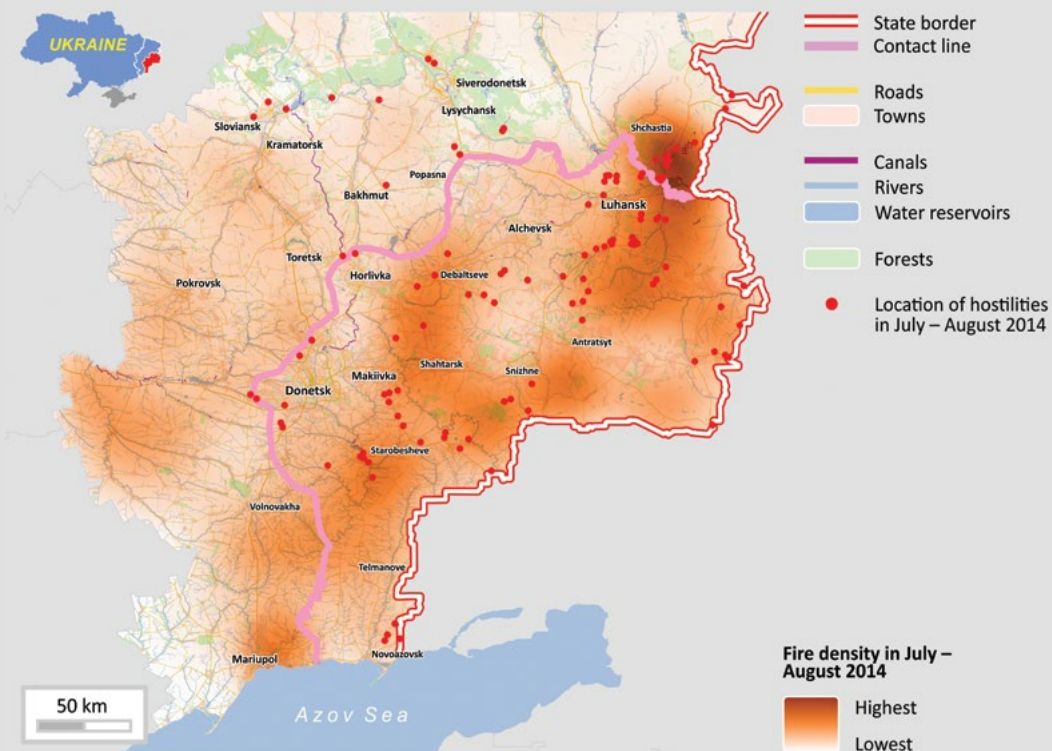 UKRAINE
State border
Contact line
Roads
Towns
Canals
Rivers
Water reservoirs
Forests
Location of hostilities
in July – August 2014
Siverodonetsk
Lysychansk
Sloviansk
Shchastia
Kramatorsk
Popasna
Bakhmut
Luhansk
Alchevsk
Toretsk
Horlivka
Debaltseve
Pokrovsk
Antratsyt
Shahtarsk
Snizhne
Makiivka
Donetsk
Starobesheve
Volnovakha
Telmanove
Mariupol
Novoazovsk
Azov Sea
50 km
Fire density in July –
August 2014
Highest
Lowest